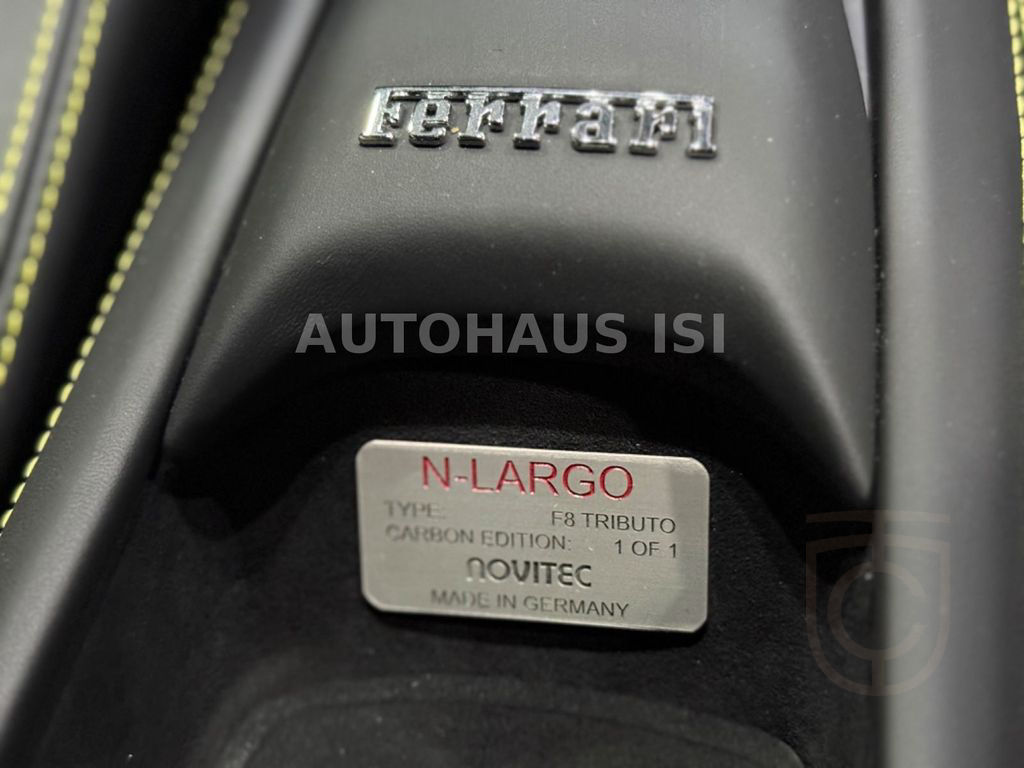 Ferrari
AUTOHAUS ISI
N-LARGO
TYPE: F8 TRIBUTO
CARBON EDITION: 1 OF 1
NOVITEC
MADE IN GERMANY